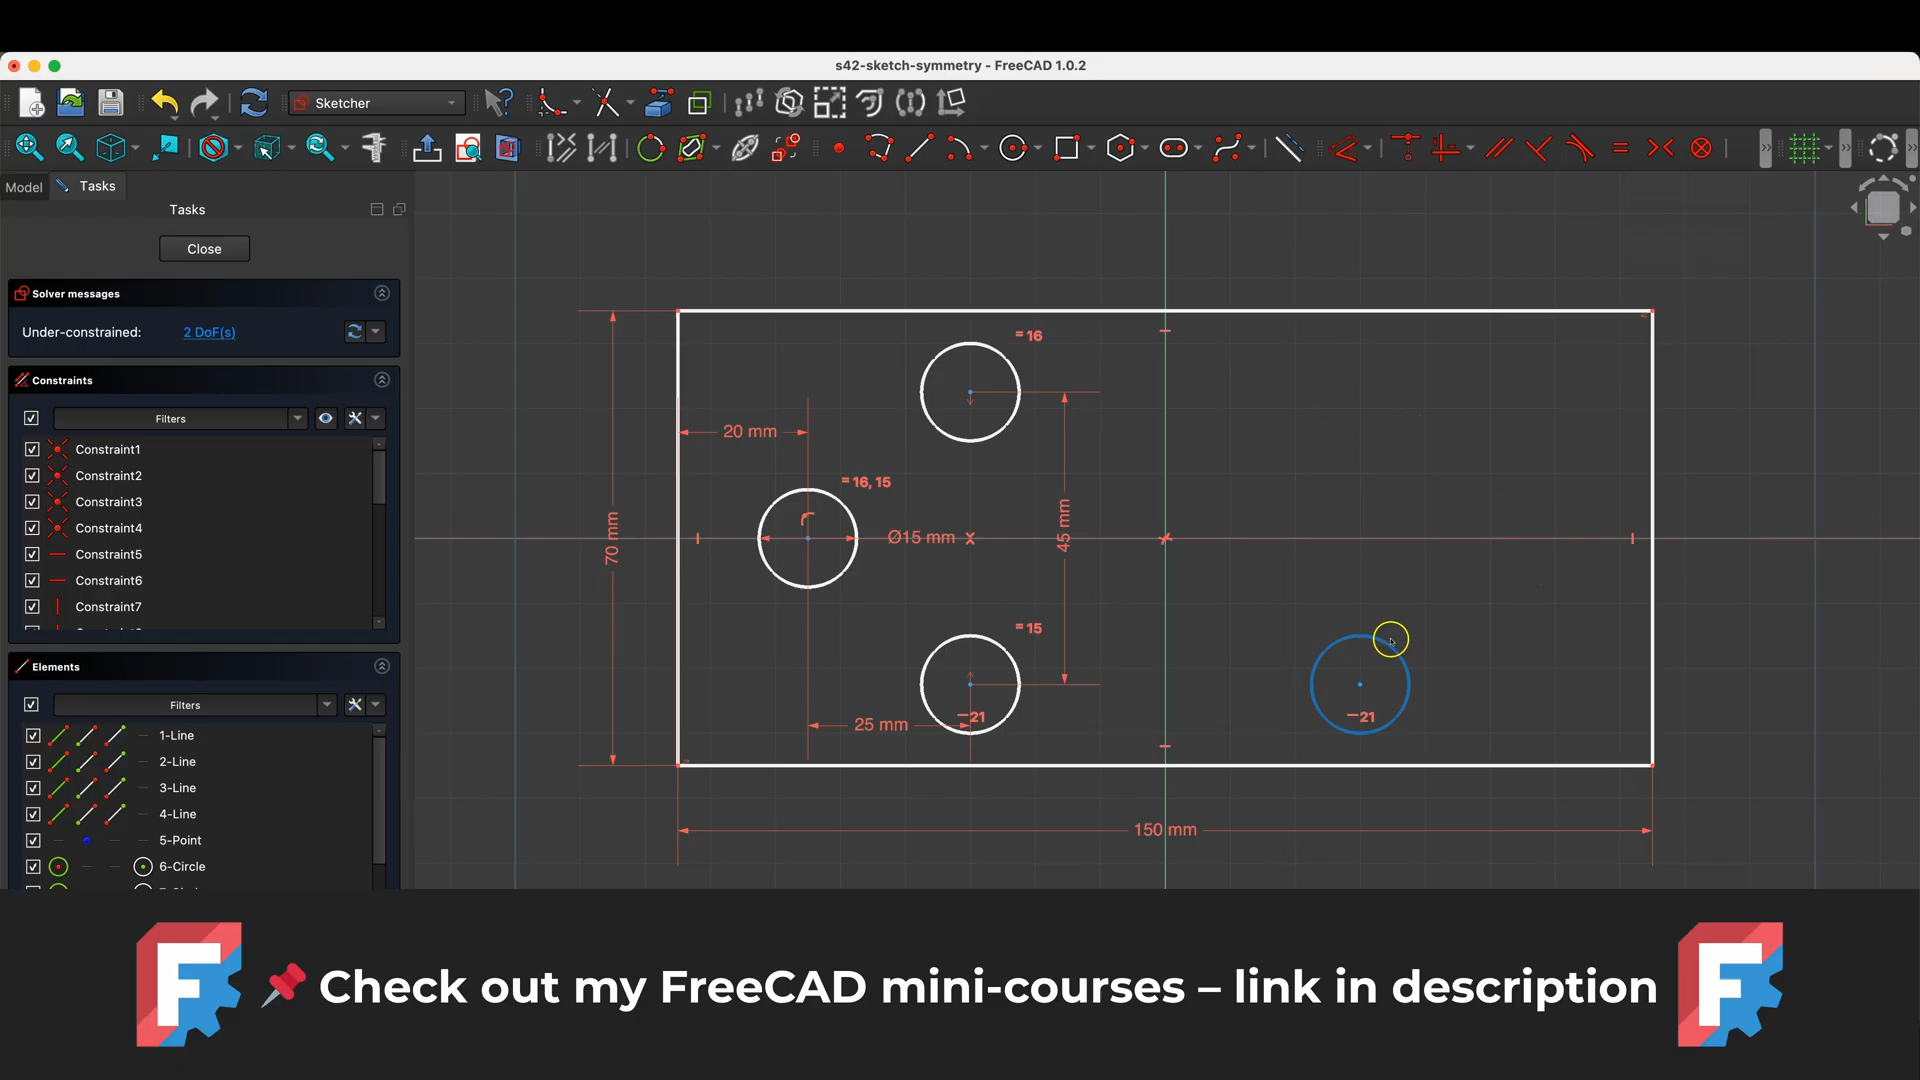 s42-sketch-symmetry - FreeCAD 1.0.2
Sketcher
Model
Tasks
Tasks
Close
Solver messages
Under-constrained:
2 DoF(s)
Constraints
Filters
Constraint1
Constraint2
Constraint3
Constraint4
Constraint5
Constraint6
Constraint7
Elements
Filters
1-Line
2-Line
3-Line
4-Line
5-Point
6-Circle
= 16
20 mm
= 16, 15
70 mm
Ø15 mm
45 mm
= 15
25 mm
21
21
150 mm
Check out my FreeCAD mini-courses – link in description